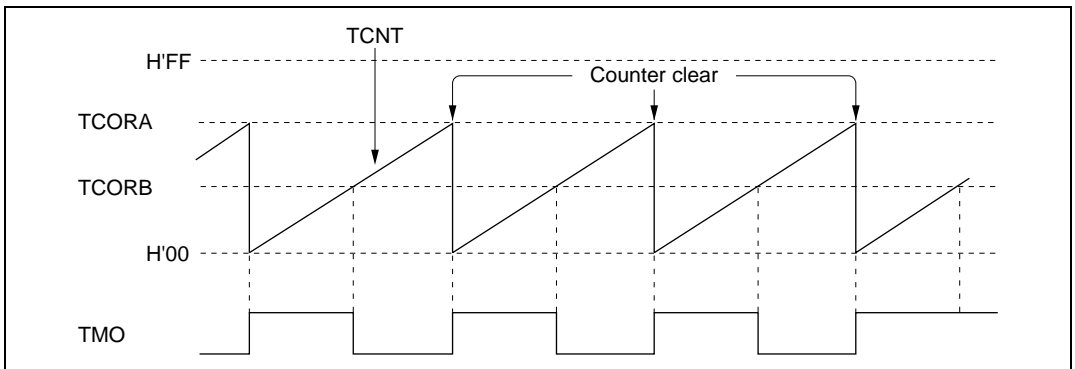 TCNT
H'FF
Counter clear
TCORA
TCORB
H'00
TMO